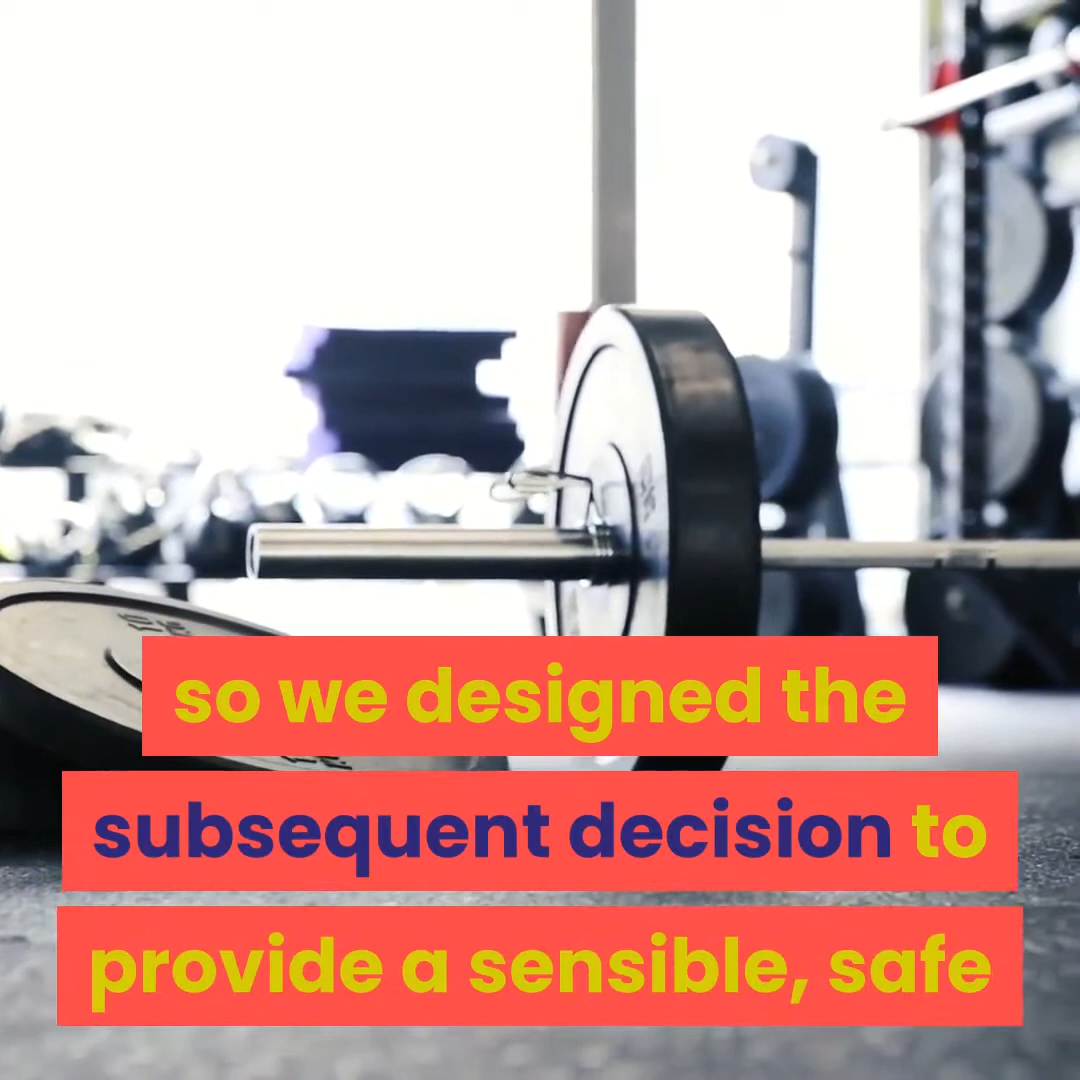 so we designed the
subsequent decision to
provide a sensible, safe